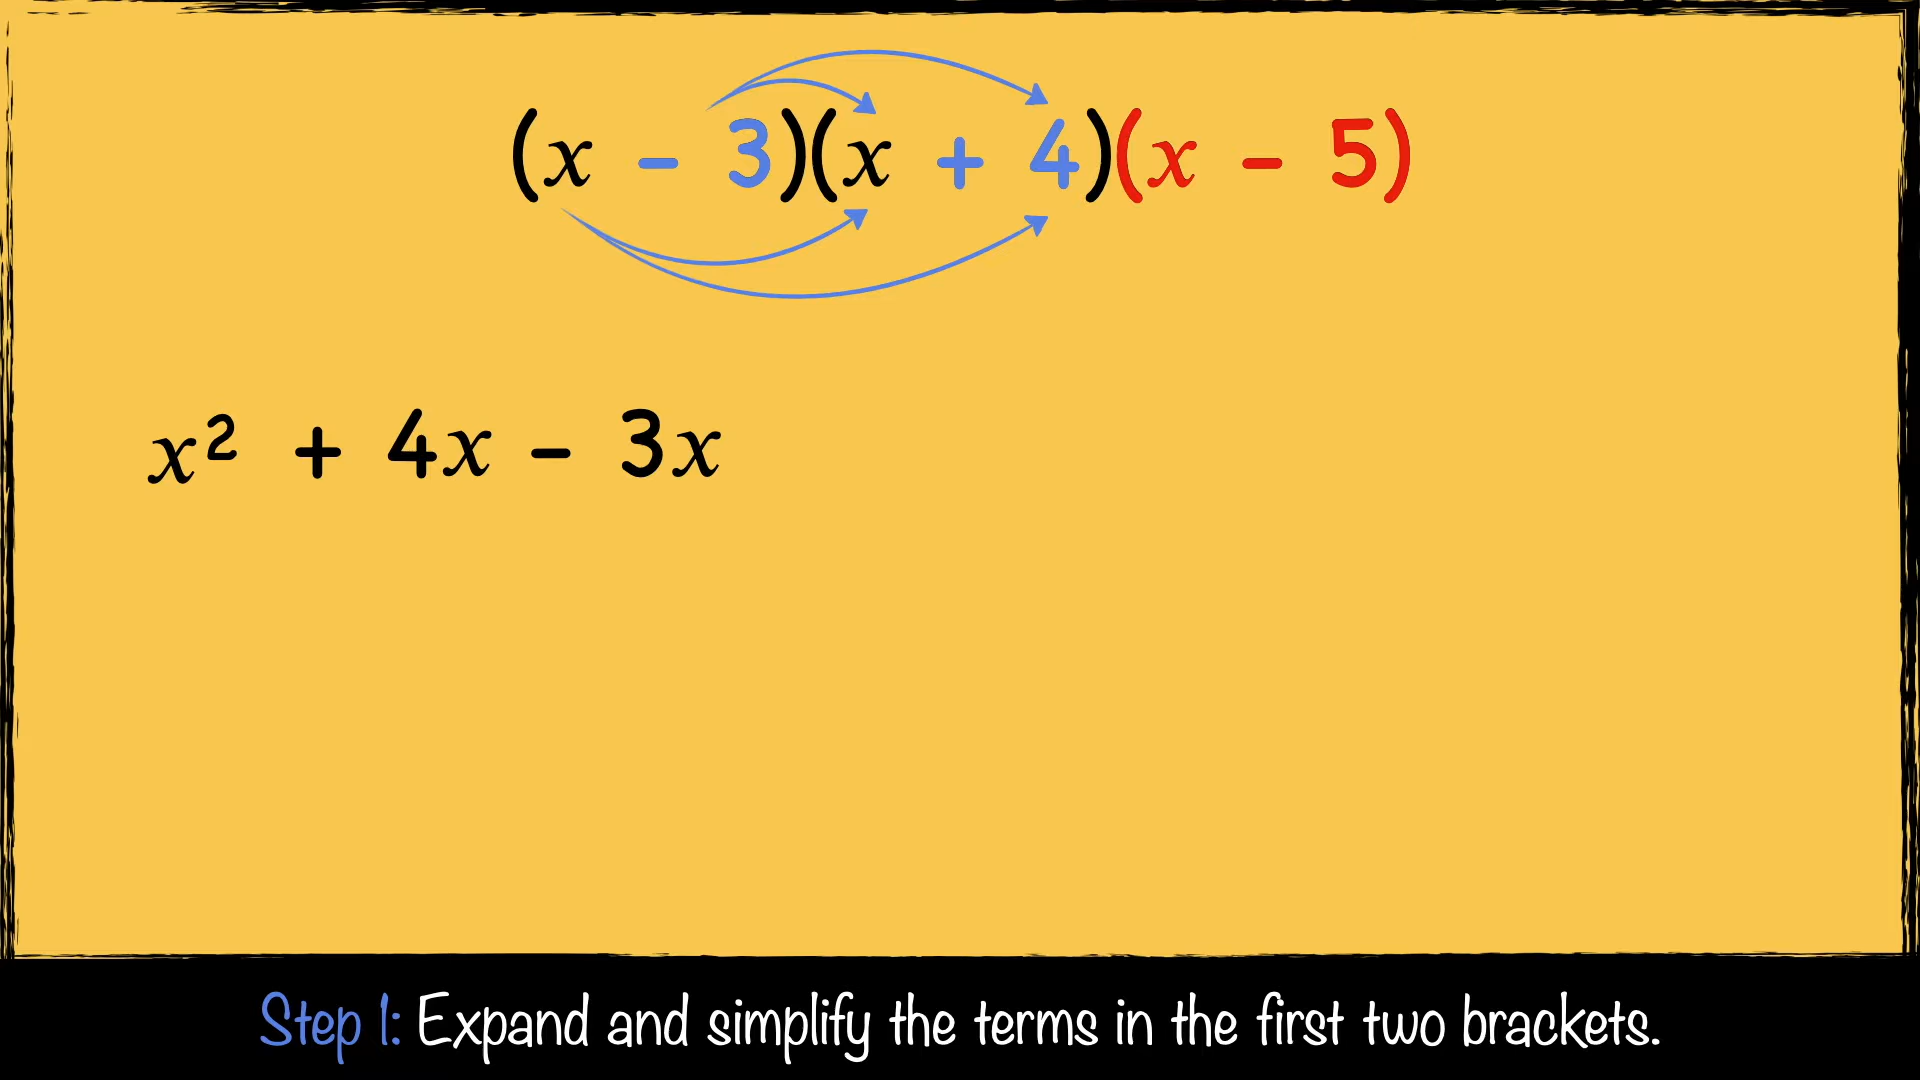 (x - 3)(x + 4)(x - 5)
x² + 4x - 3x
Step 1: Expand and simplify the terms in the first two brackets.